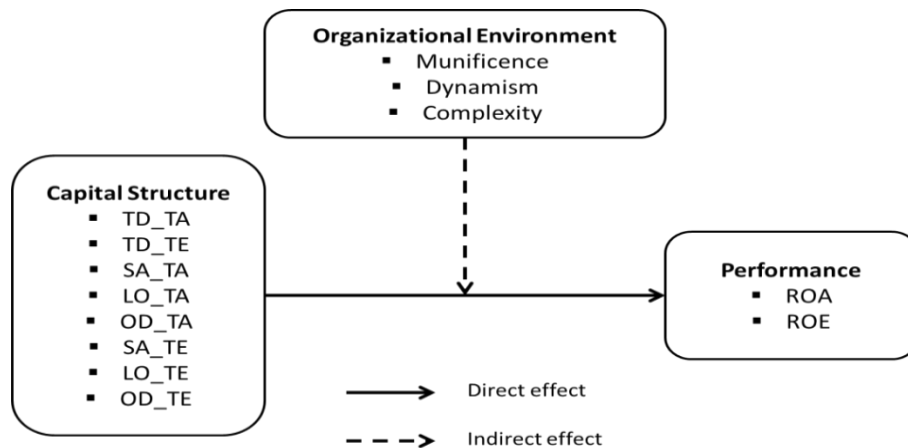 Organizational Environment
▪ Munificence
▪ Dynamism
▪ Complexity
Capital Structure
▪ TD_TA
▪ TD_TE
▪ SA_TA
▪ LO_TA
▪ OD_TA
▪ SA_TE
▪ LO_TE
▪ OD_TE
Performance
▪ ROA
▪ ROE
Direct effect
Indirect effect